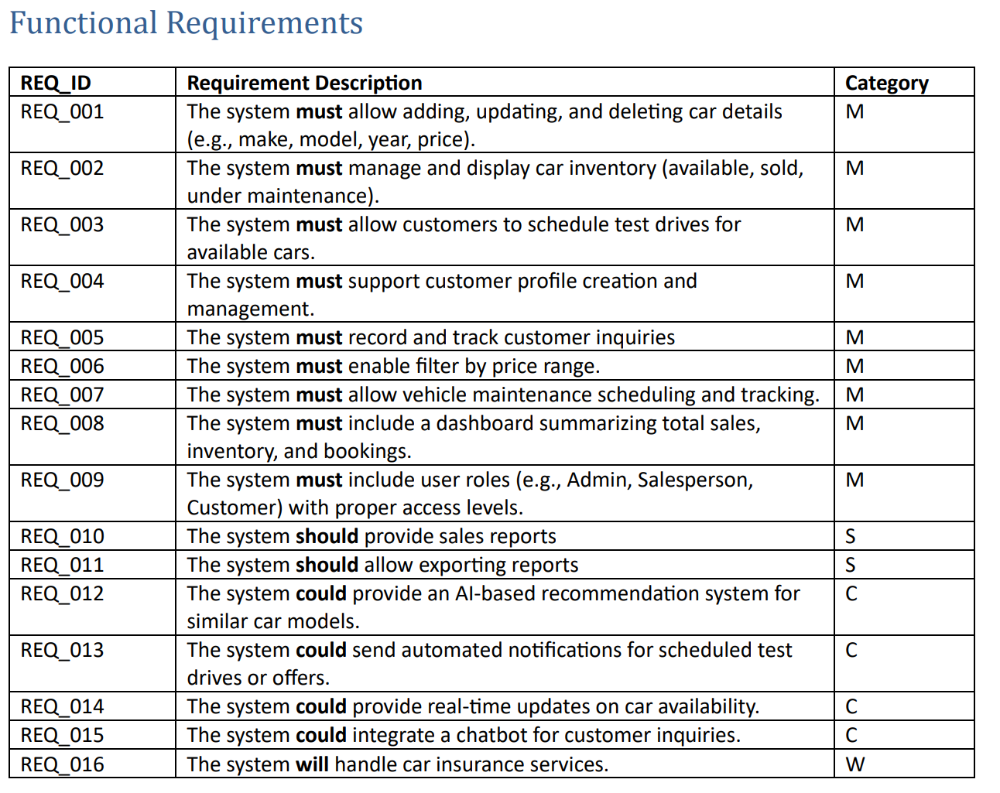 Functional Requirements
REQ_ID Requirement Description Category
REQ_001 The system must allow adding, updating, and deleting car details M
(e.g., make, model, year, price).
REQ_002 The system must manage and display car inventory (available, sold, M
under maintenance).
REQ_003 The system must allow customers to schedule test drives for M
available cars.
REQ_004 The system must support customer profile creation and M
management.
REQ_005 The system must record and track customer inquiries M
REQ_006 The system must enable filter by price range. M
REQ_007 The system must allow vehicle maintenance scheduling and tracking. M
REQ_008 The system must include a dashboard summarizing total sales, M
inventory, and bookings.
REQ_009 The system must include user roles (e.g., Admin, Salesperson, M
Customer) with proper access levels.
REQ_010 The system should provide sales reports S
REQ_011 The system should allow exporting reports S
REQ_012 The system could provide an AI-based recommendation system for C
similar car models.
REQ_013 The system could send automated notifications for scheduled test C
drives or offers.
REQ_014 The system could provide real-time updates on car availability. C
REQ_015 The system could integrate a chatbot for customer inquiries. C
REQ_016 The system will handle car insurance services. W